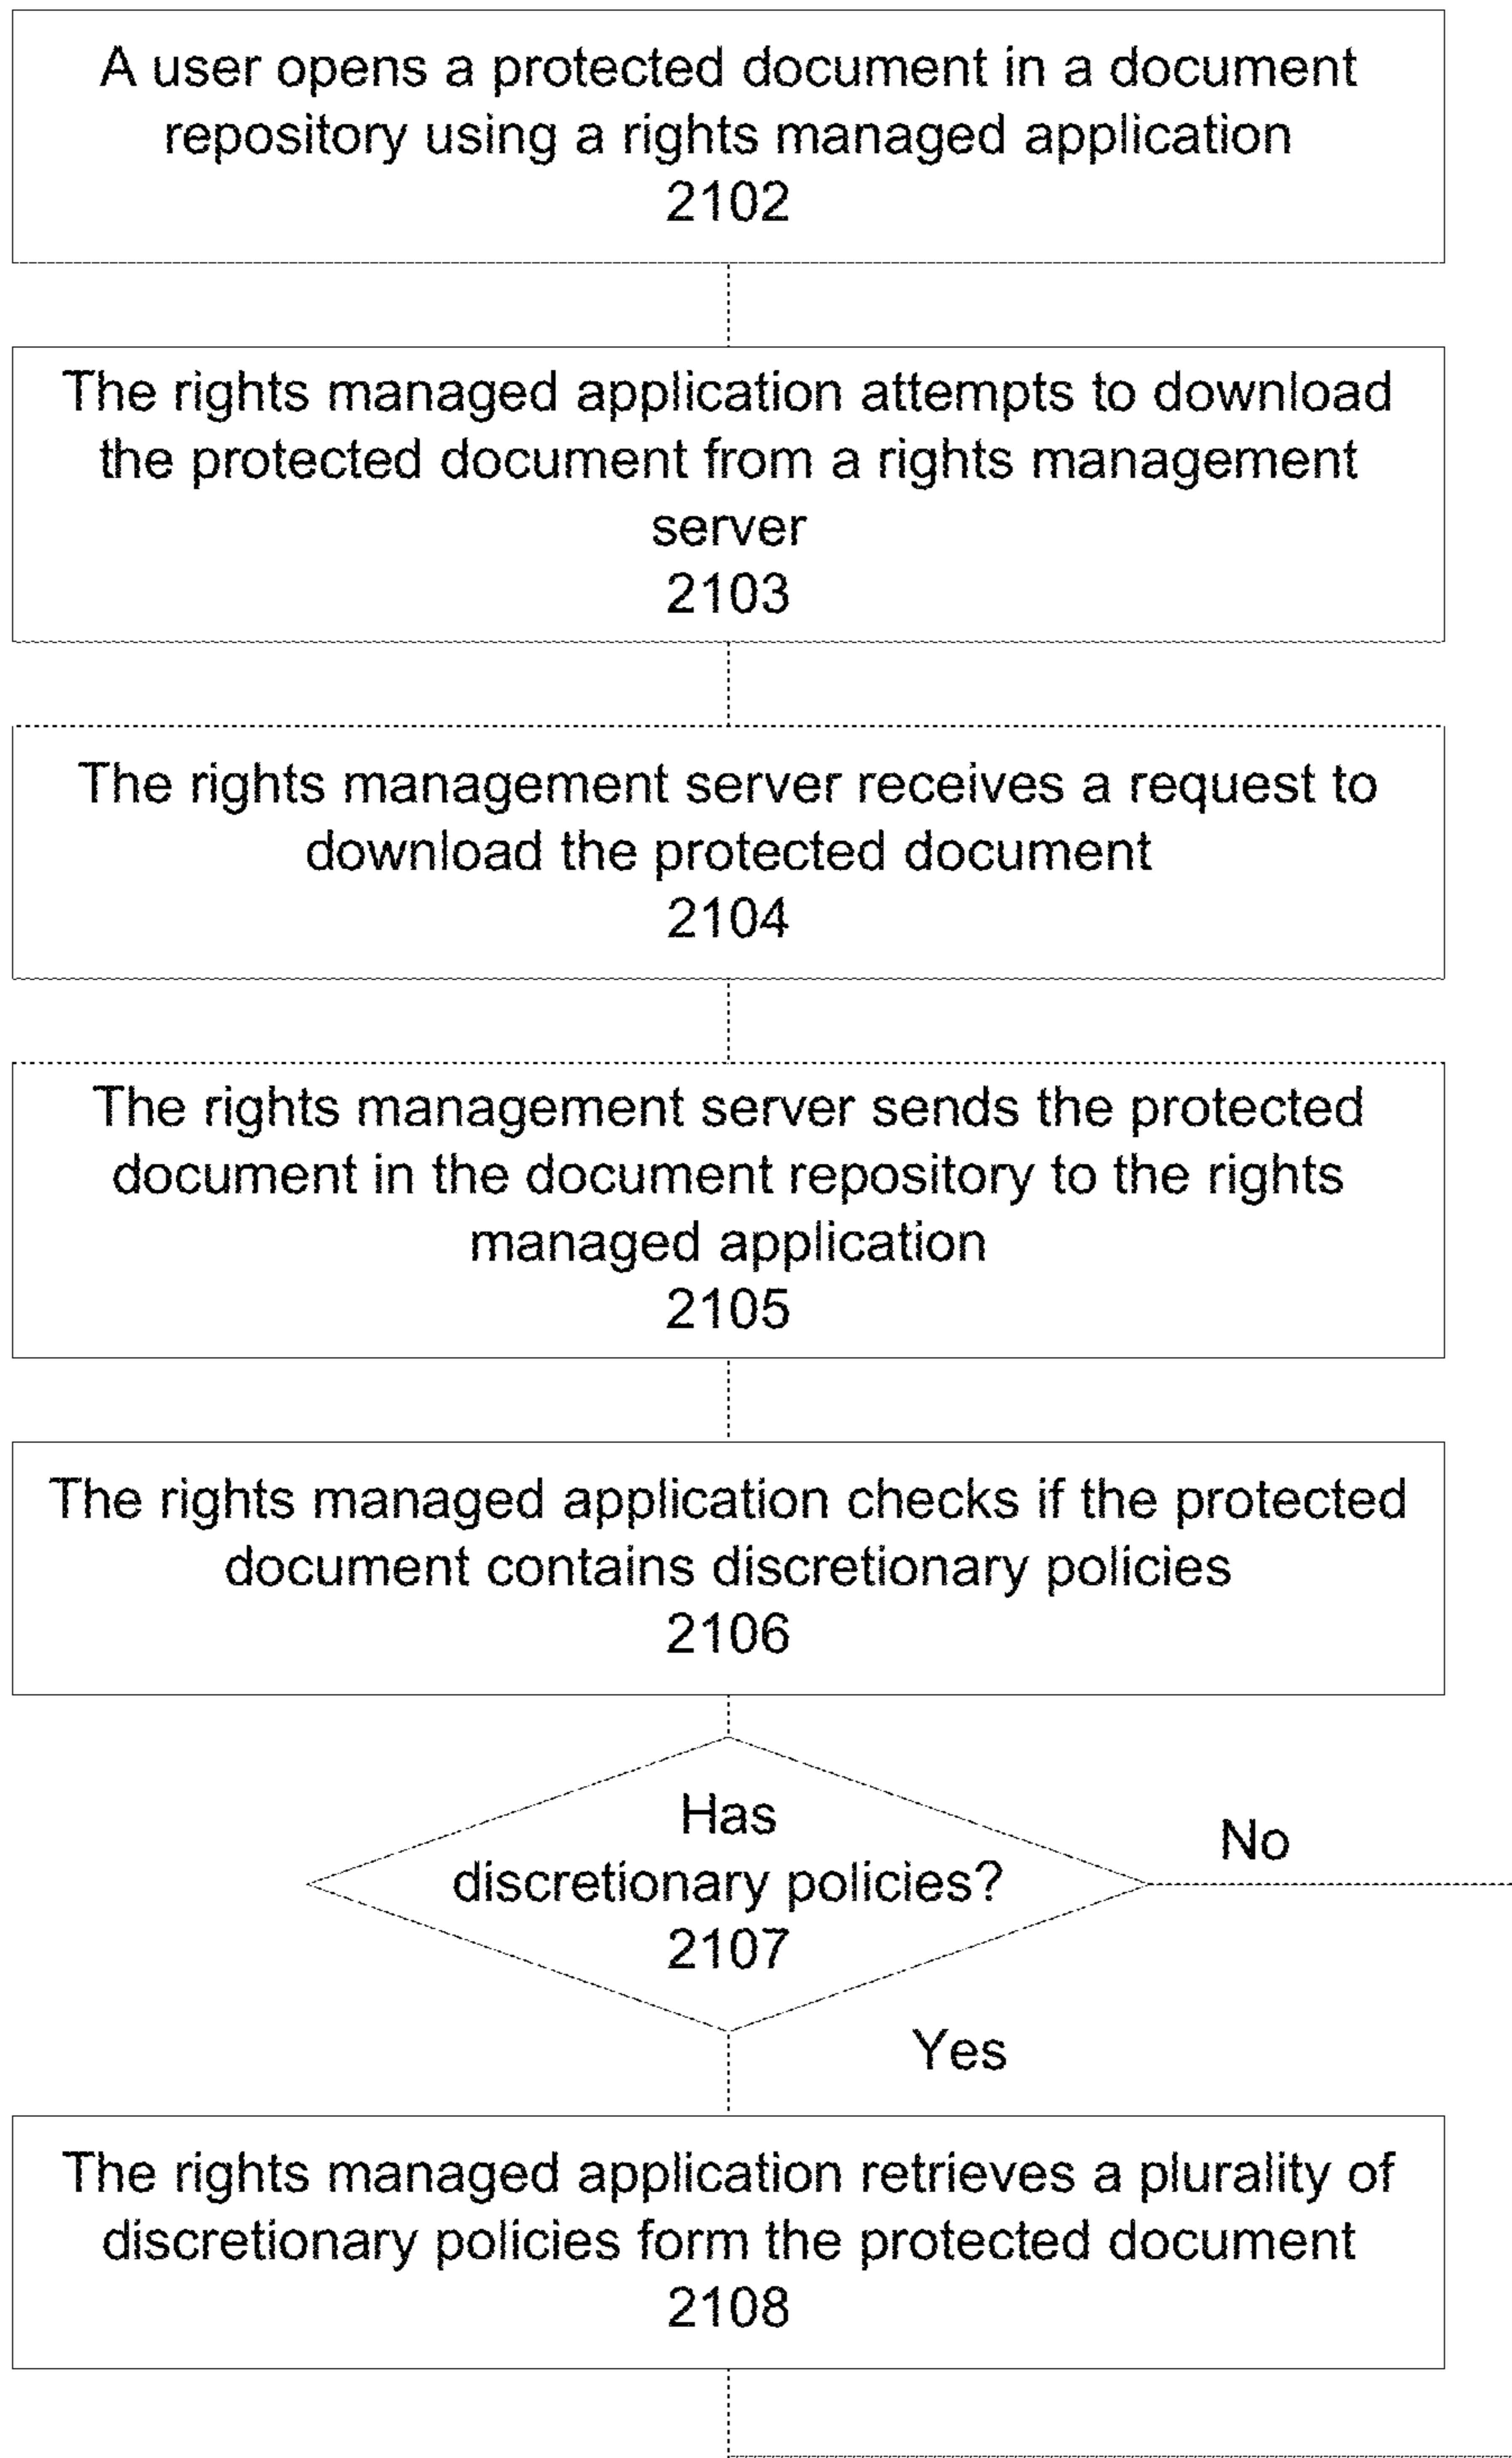 A user opens a protected document in a document
repository using a rights managed application
2102
The rights managed application attempts to download
the protected document from a rights management
server
2103
The rights management server receives a request to
download the protected document
2104
The rights management server sends the protected
document in the document repository to the rights
managed application
2105
The rights managed application checks if the protected
document contains discretionary policies
2106
Has
discretionary policies?
2107
No
Yes
The rights managed application retrieves a plurality of
discretionary policies form the protected document
2108